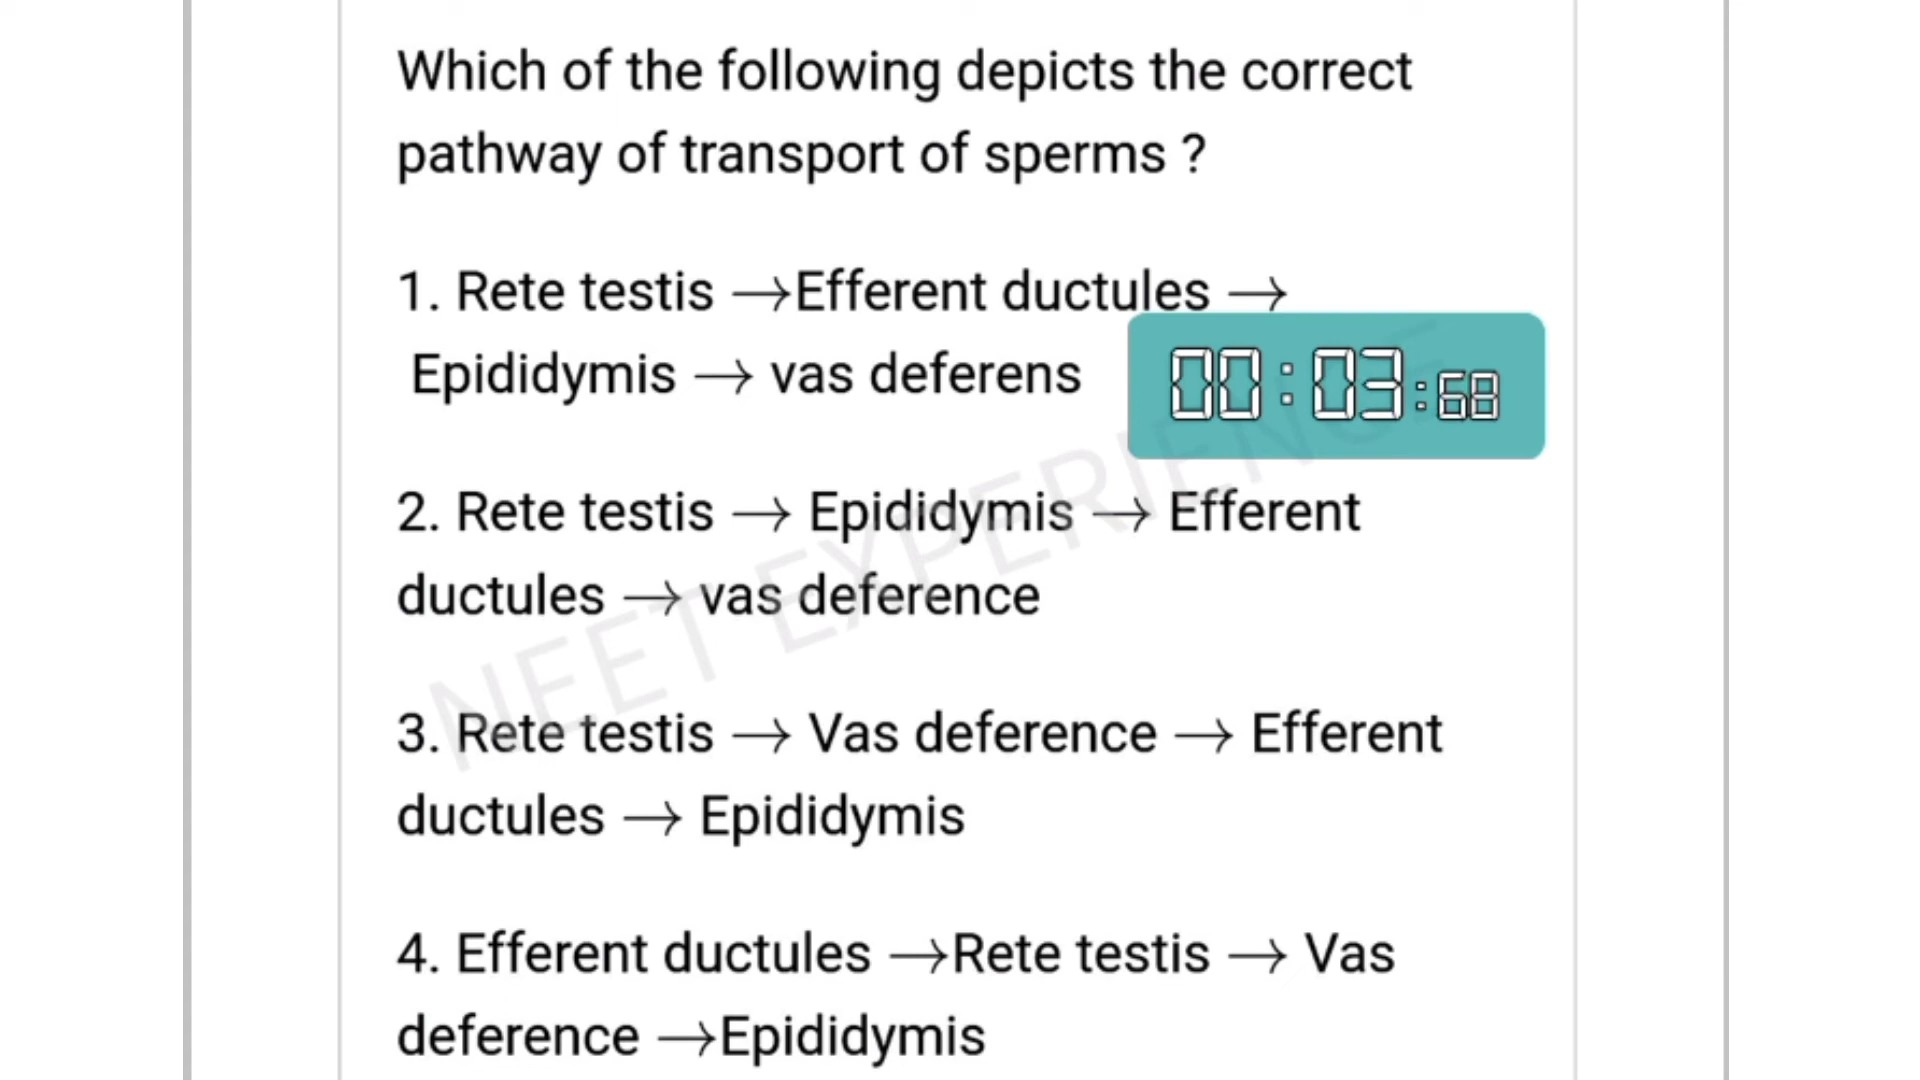 Which of the following depicts the correct
pathway of transport of sperms ?
1. Rete testis →Efferent ductules →
Epididymis → vas deferens
00:03:68
2. Rete testis → Epididymis → Efferent
ductules → vas deference
3. Rete testis → Vas deference → Efferent
ductules → Epididymis
4. Efferent ductules →Rete testis → Vas
deference →Epididymis
NEET EXPERIENCE